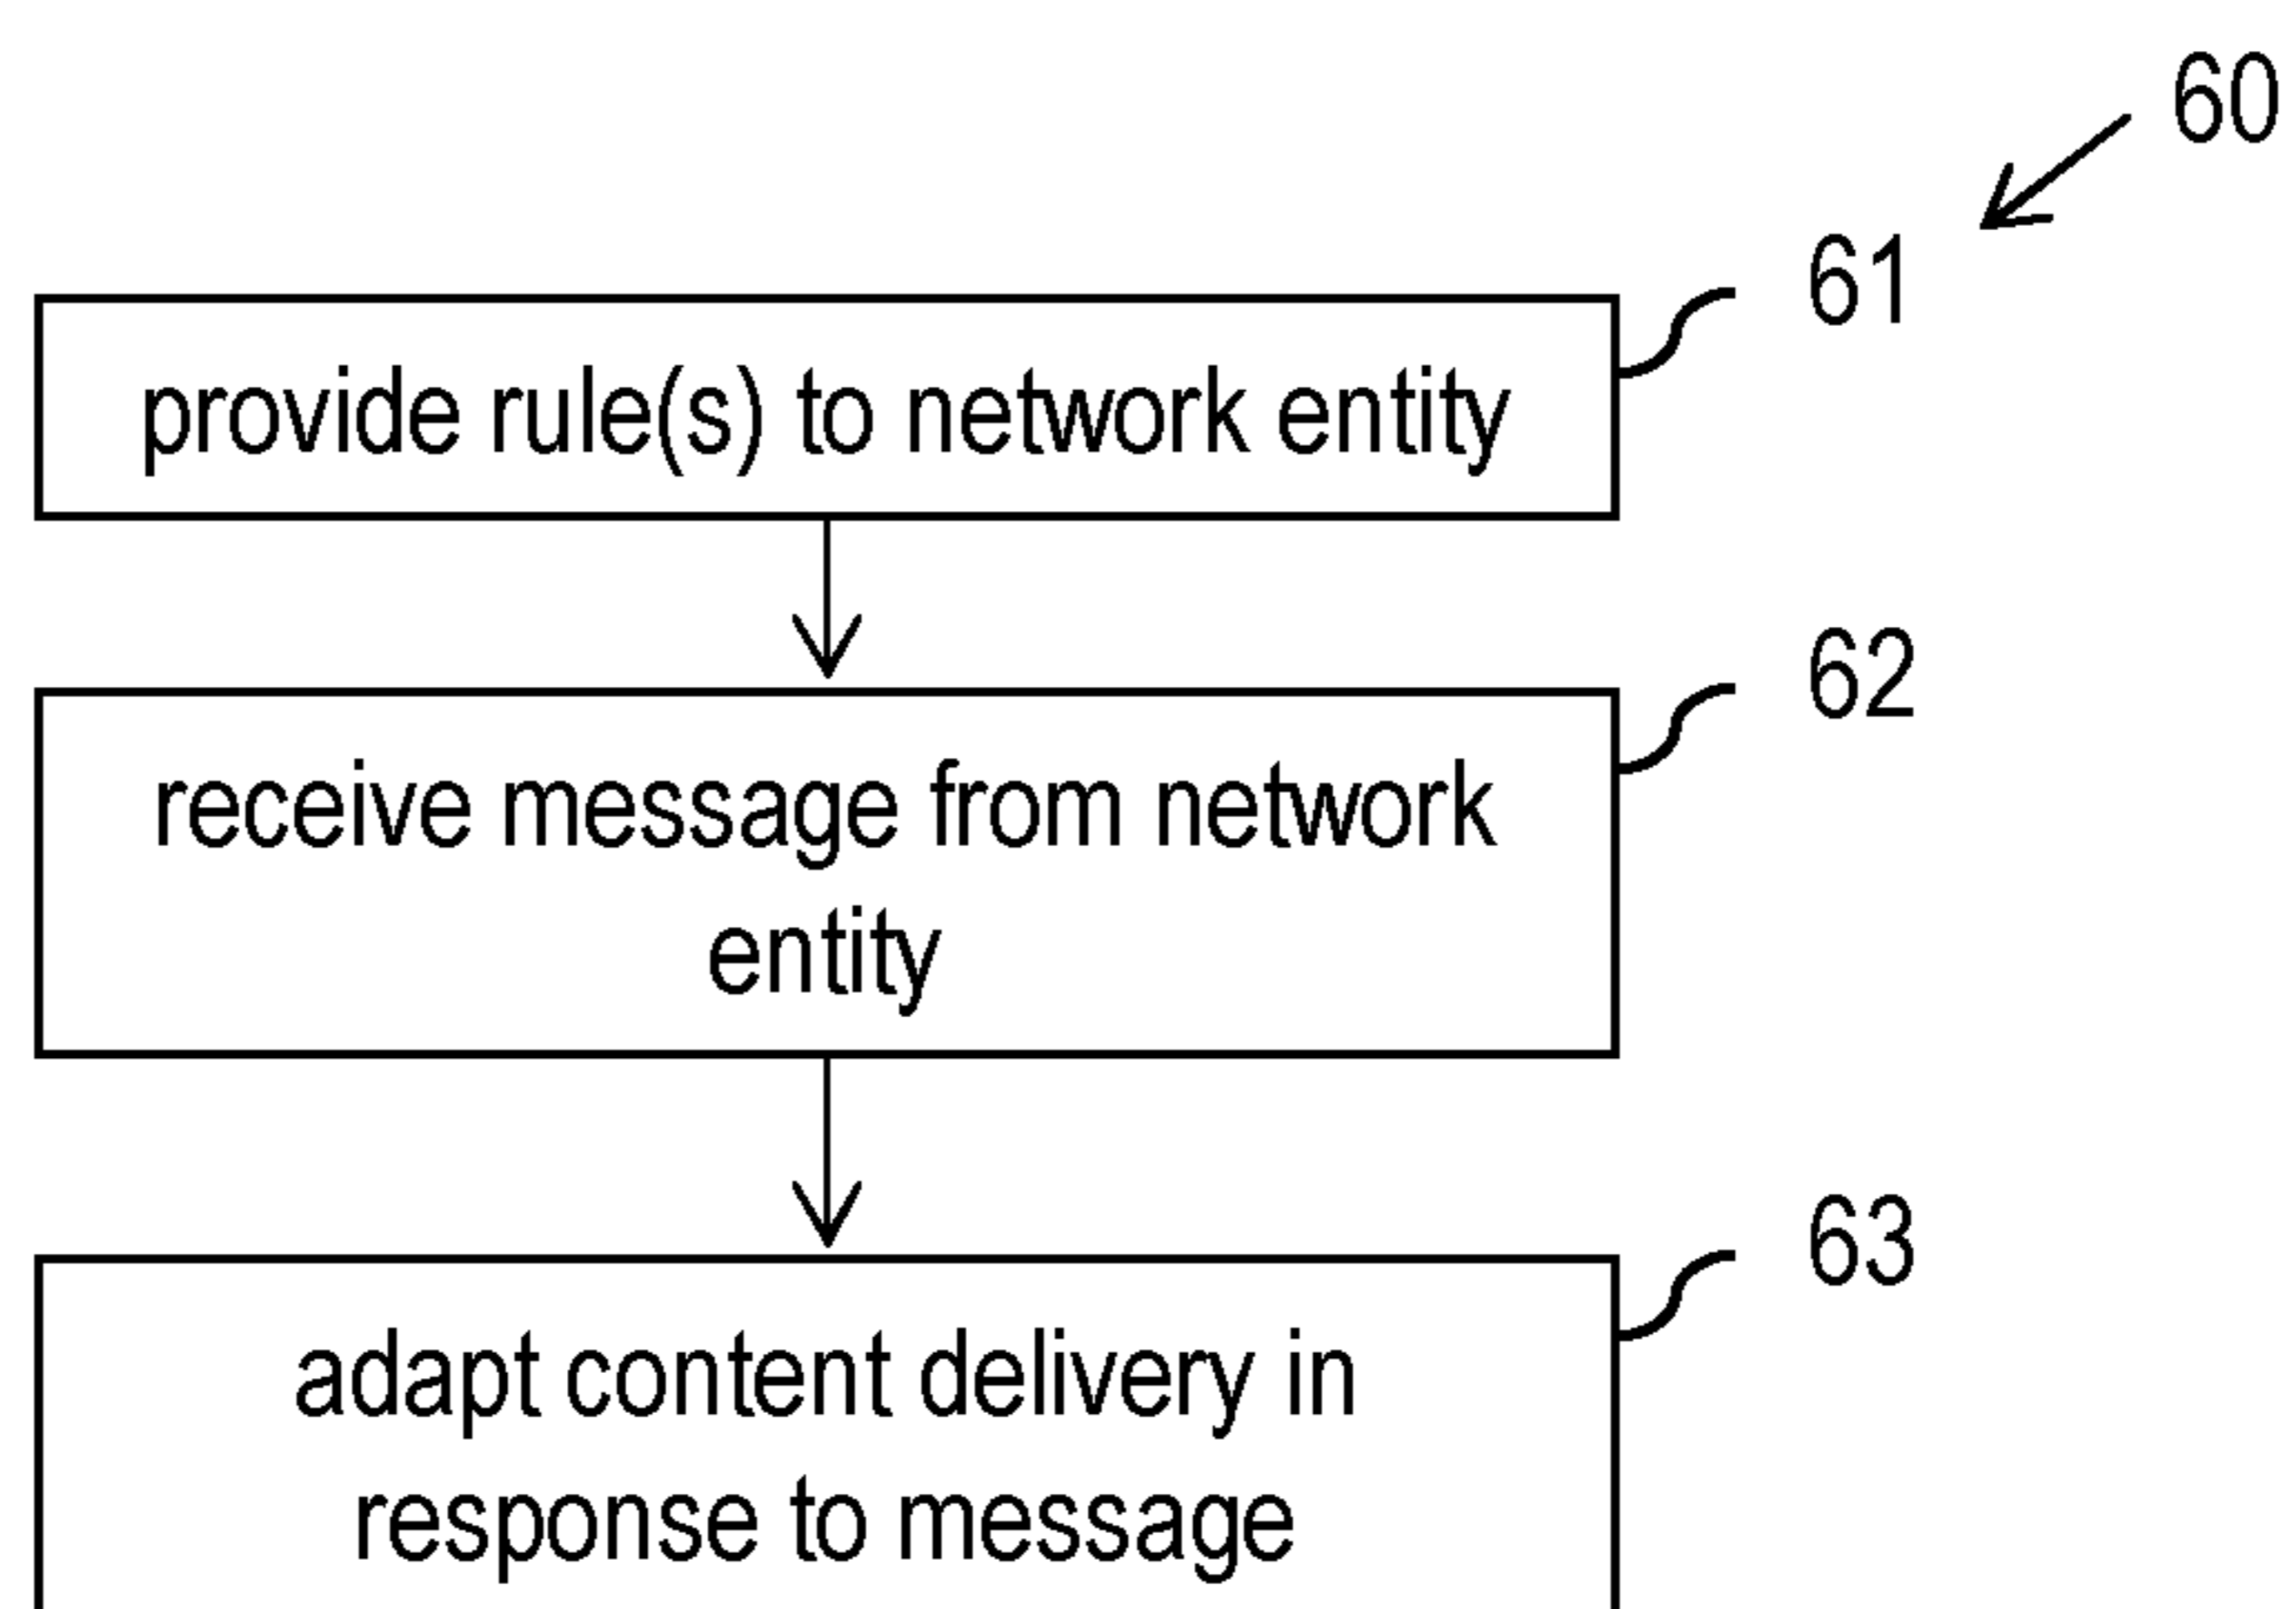 60
61
provide rule(s) to network entity
62
receive message from network
entity
63
adapt content delivery in
response to message